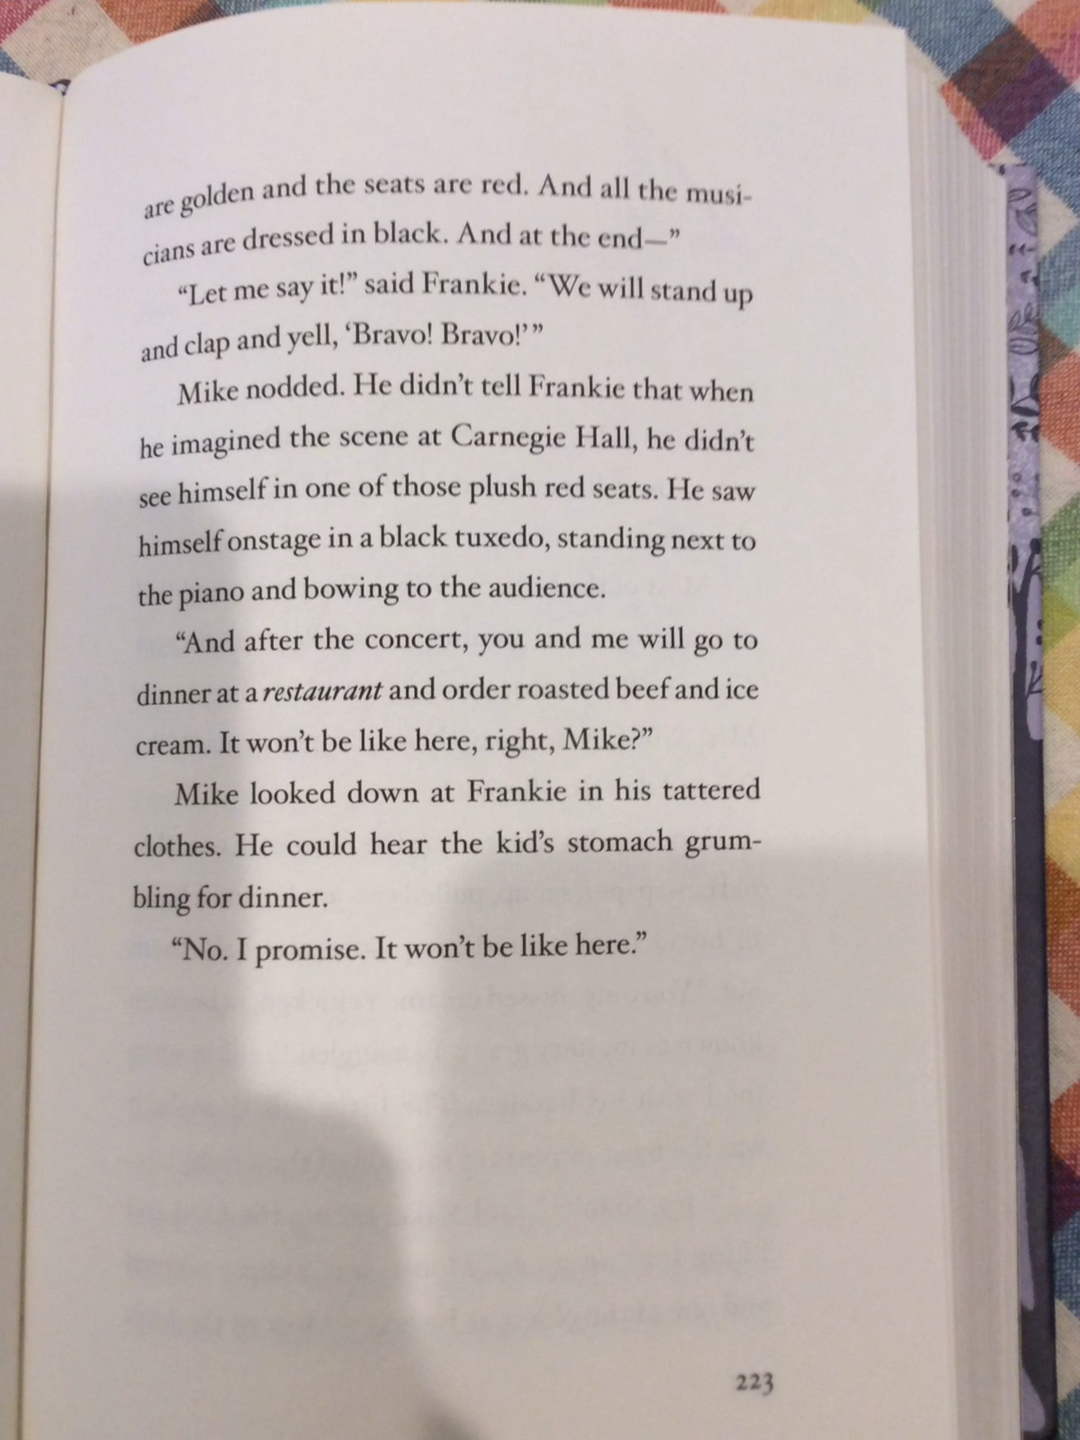 are golden and the seats are red. And all the musi-
cians are dressed in black. And at the end—”
“Let me say it!” said Frankie. “We will stand up
and clap and yell, ‘Bravo! Bravo!’”
Mike nodded. He didn’t tell Frankie that when
he imagined the scene at Carnegie Hall, he didn’t
see himself in one of those plush red seats. He saw
himself onstage in a black tuxedo, standing next to
the piano and bowing to the audience.
“And after the concert, you and me will go to
dinner at a restaurant and order roasted beef and ice
cream. It won’t be like here, right, Mike?”
Mike looked down at Frankie in his tattered
clothes. He could hear the kid’s stomach grum-
bling for dinner.
“No. I promise. It won’t be like here.”
223